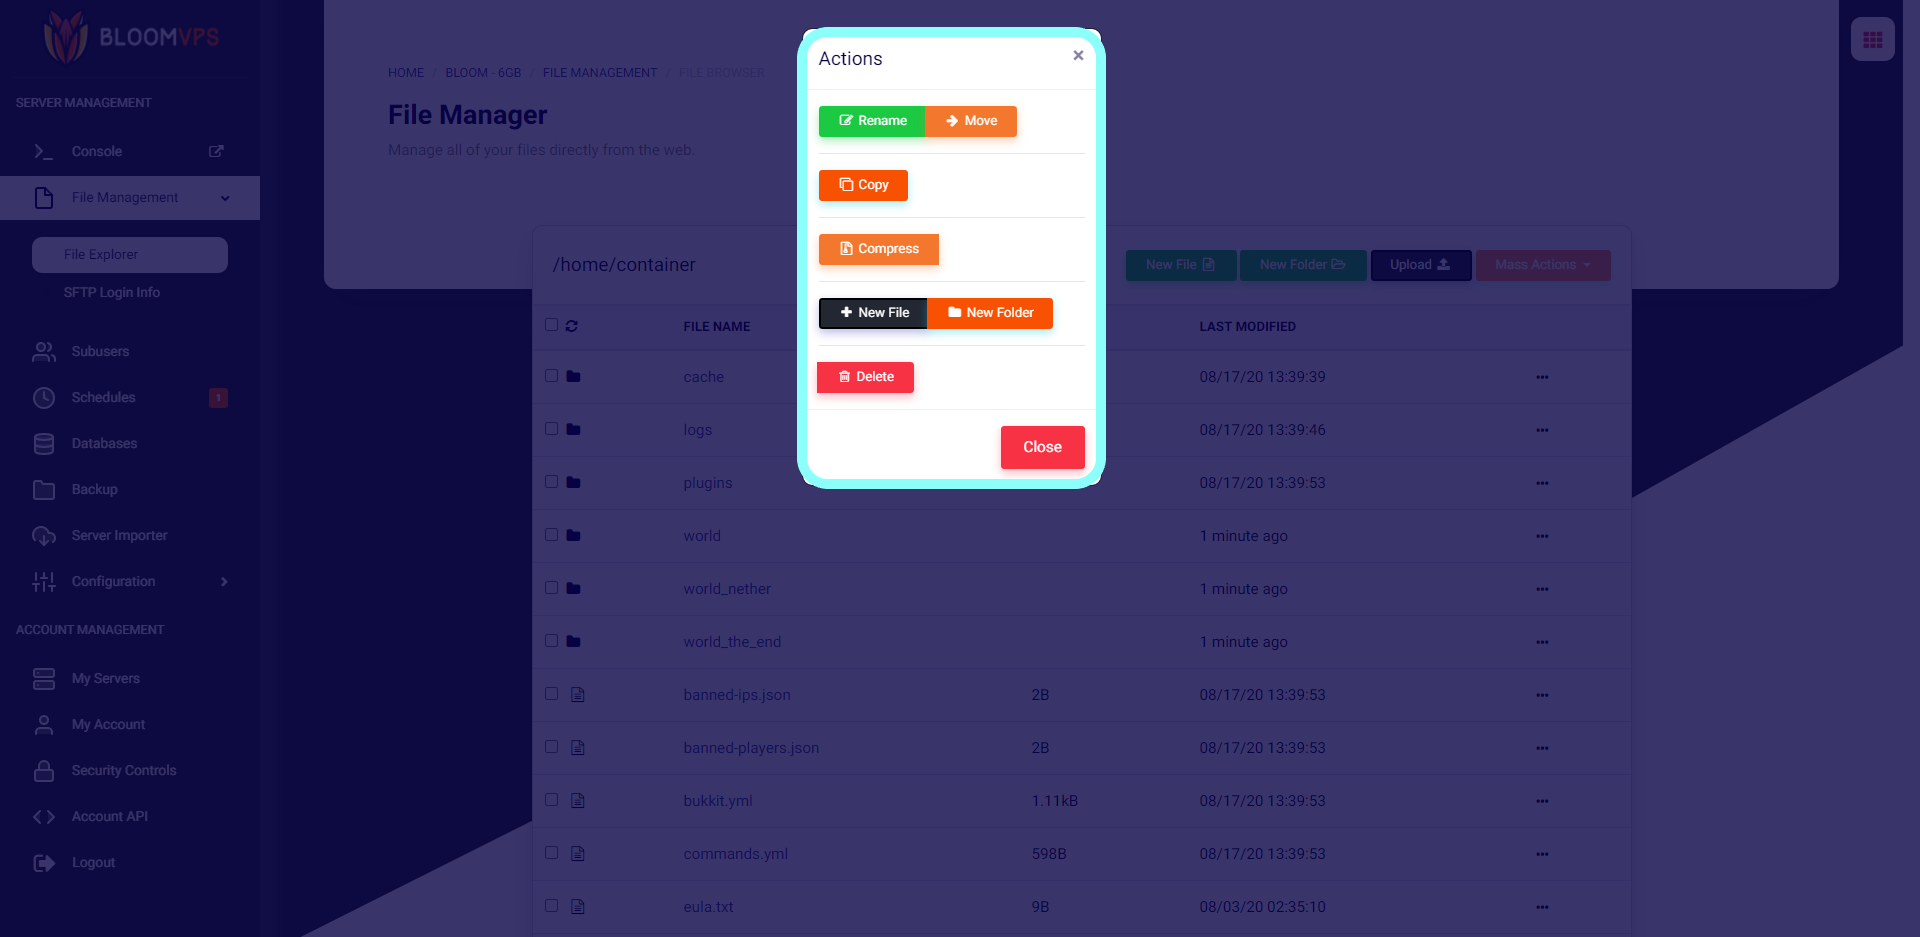 BLOOMVPS
SERVER MANAGEMENT
Console
File Management
File Explorer
SFTP Login Info
Subusers
Schedules 1
Databases
Backup
Server Importer
Configuration
ACCOUNT MANAGEMENT
My Servers
My Account
Security Controls
Account API
Logout
HOME / BLOOM - 6GB / FILE MANAGEMENT / FILE BROWSER
File Manager
Manage all of your files directly from the web.
Actions ×
Rename Move
Copy
Compress
New File New Folder
Delete
Close
/home/container New File New Folder Upload Mass Actions
FILE NAME LAST MODIFIED
cache 08/17/20 13:39:39
logs 08/17/20 13:39:46
plugins 08/17/20 13:39:53
world 1 minute ago
world_nether 1 minute ago
world_the_end 1 minute ago
banned-ips.json 2B 08/17/20 13:39:53
banned-players.json 2B 08/17/20 13:39:53
bukkit.yml 1.11kB 08/17/20 13:39:53
commands.yml 598B 08/17/20 13:39:53
eula.txt 9B 08/03/20 02:35:10